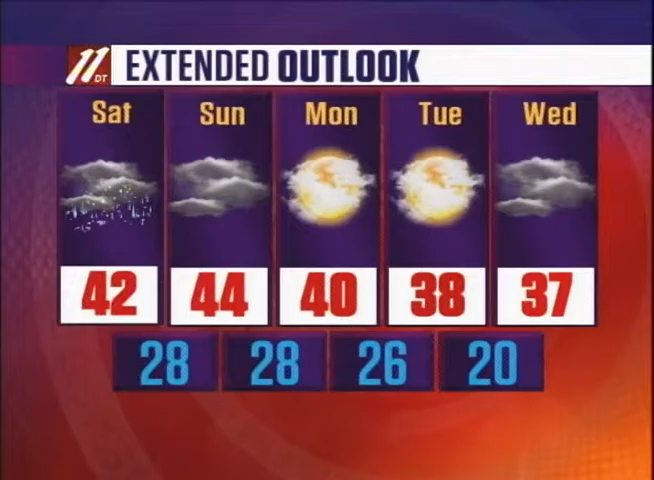 11 DT EXTENDED OUTLOOK
Sat Sun Mon Tue Wed
42 44 40 38 37
28 28 26 20